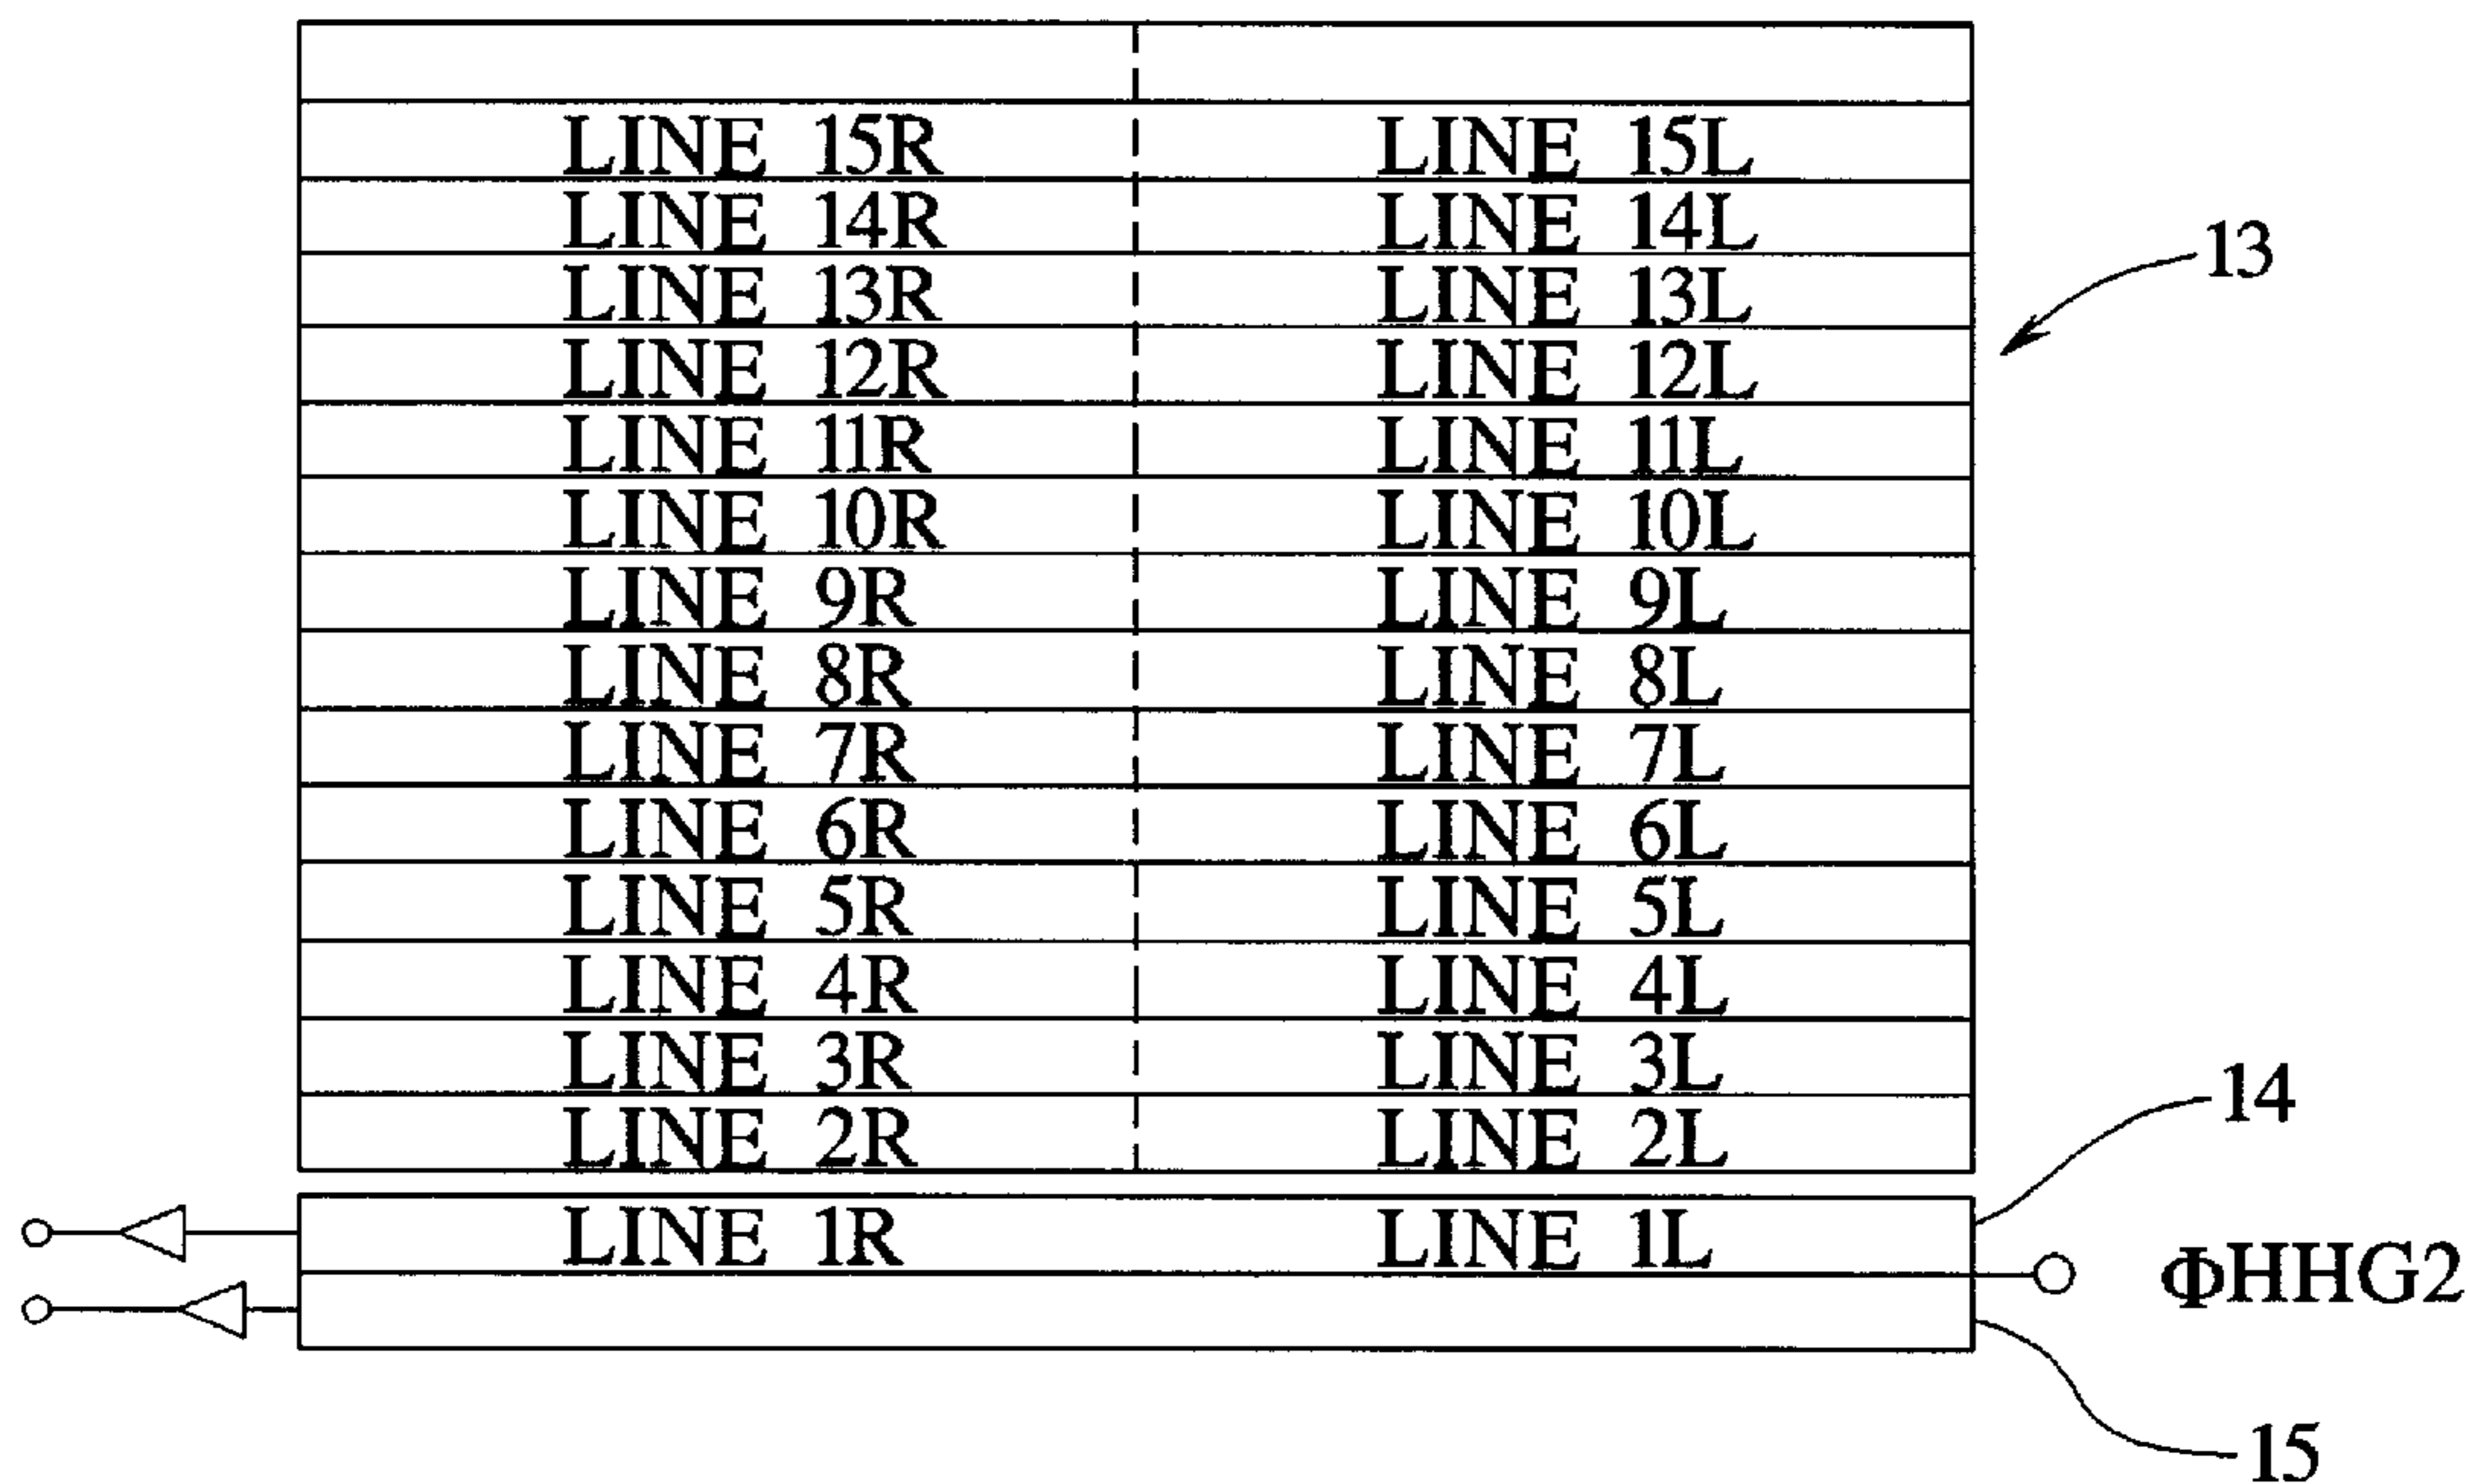 LINE 15R LINE 15L
LINE 14R LINE 14L
13
LINE 13R LINE 13L
LINE 12R LINE 12L
LINE 11R LINE 11L
LINE 10R LINE 10L
LINE 9R LINE 9L
LINE 8R LINE 8L
LINE 7R LINE 7L
LINE 6R LINE 6L
LINE 5R LINE 5L
LINE 4R LINE 4L
LINE 3R LINE 3L
14
LINE 2R LINE 2L
LINE 1R LINE 1L
ΦHHG2
15